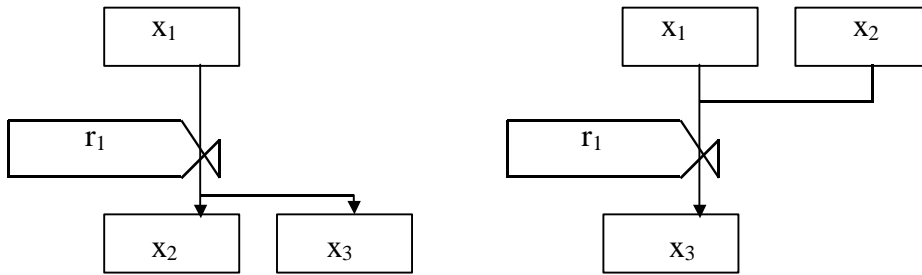 x₁
r₁
x₂ x₃
x₁ x₂
r₁
x₃